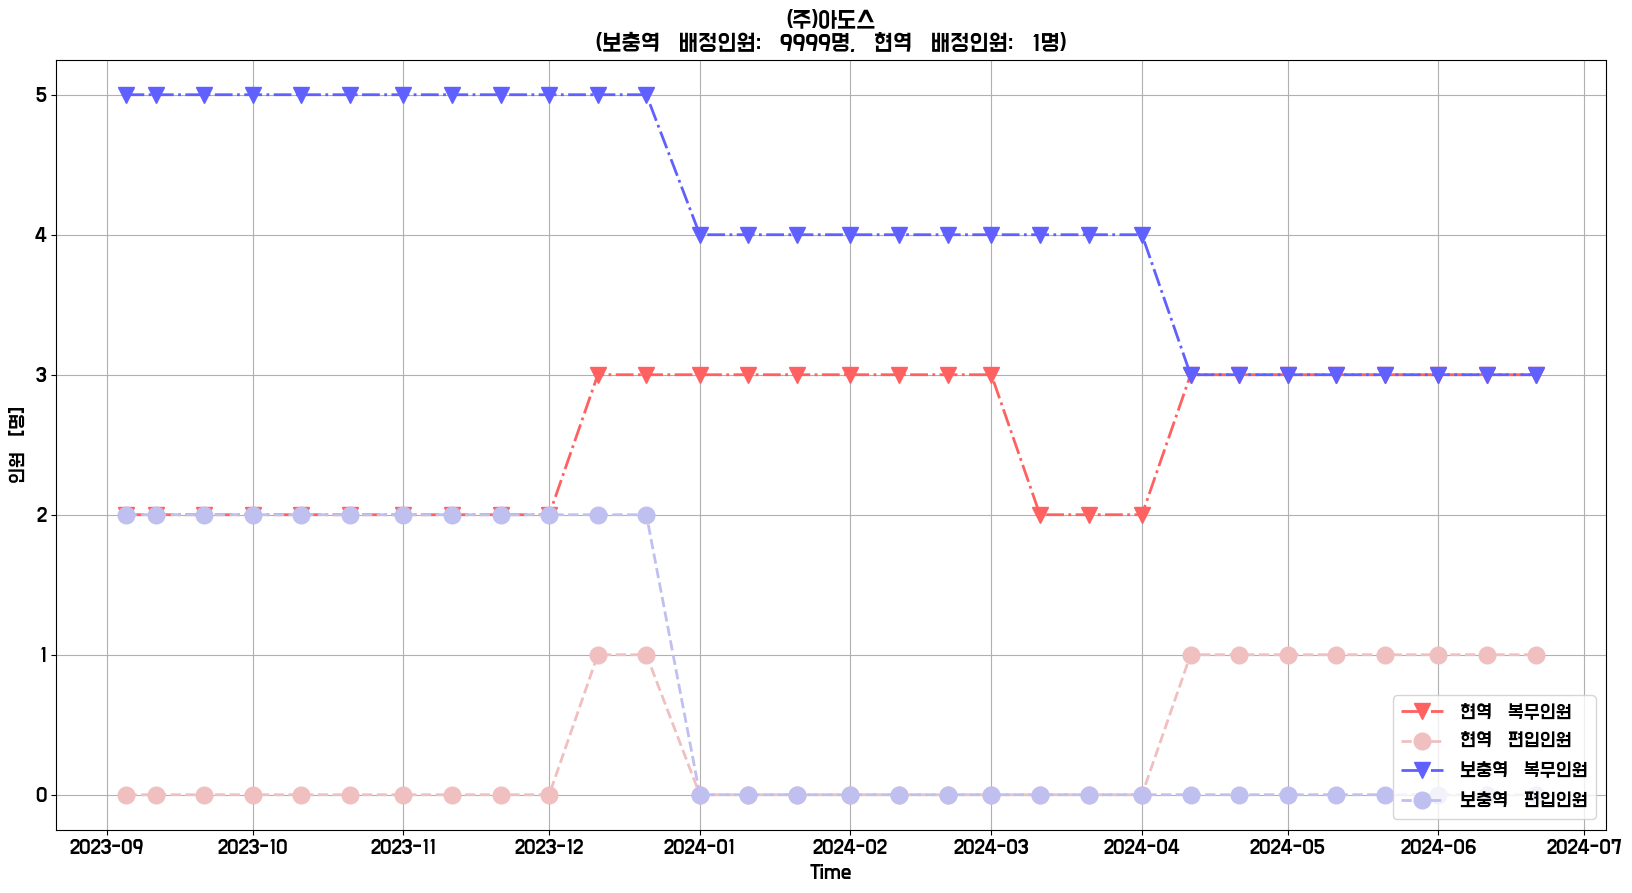 (주)아도스
(보충역 배정인원: 9999명, 현역 배정인원: 1명)
인원 [명]
5
4
3
2
1
0
현역 복무인원
현역 편입인원
보충역 복무인원
보충역 편입인원
2023-09 2023-10 2023-11 2023-12 2024-01 2024-02 2024-03 2024-04 2024-05 2024-06 2024-07
Time